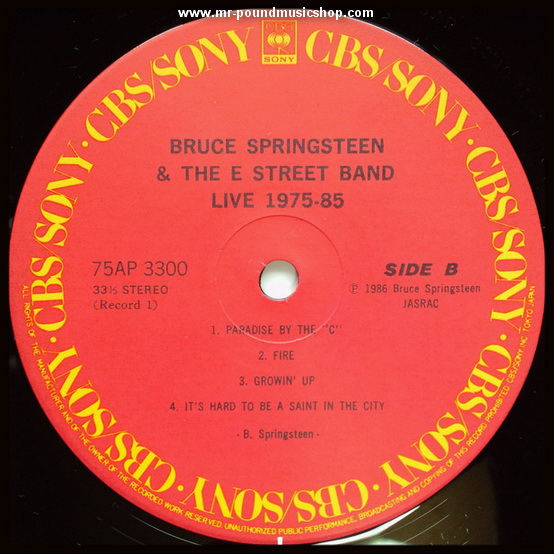 www.mr-poundmusicshop.com
CBS/SONY · CBS/SONY · CBS/SONY · CBS/SONY · CBS/SONY · CBS/SONY · CBS/SONY · CBS/SONY
SONY
BRUCE SPRINGSTEEN
& THE E STREET BAND
LIVE 1975-85
75AP 3300
33⅓ STEREO
(Record 1)
SIDE B
Ⓟ 1986 Bruce Springsteen
JASRAC
1. PARADISE BY THE "C"
2. FIRE
3. GROWIN' UP
4. IT'S HARD TO BE A SAINT IN THE CITY
- B. Springsteen -
ALL RIGHTS OF THE MANUFACTURER AND OF THE OWNER OF THE RECORDED WORK RESERVED. UNAUTHORIZED PUBLIC PERFORMANCE, BROADCASTING AND COPYING OF THIS RECORD PROHIBITED. CBS/SONY INC. TOKYO JAPAN